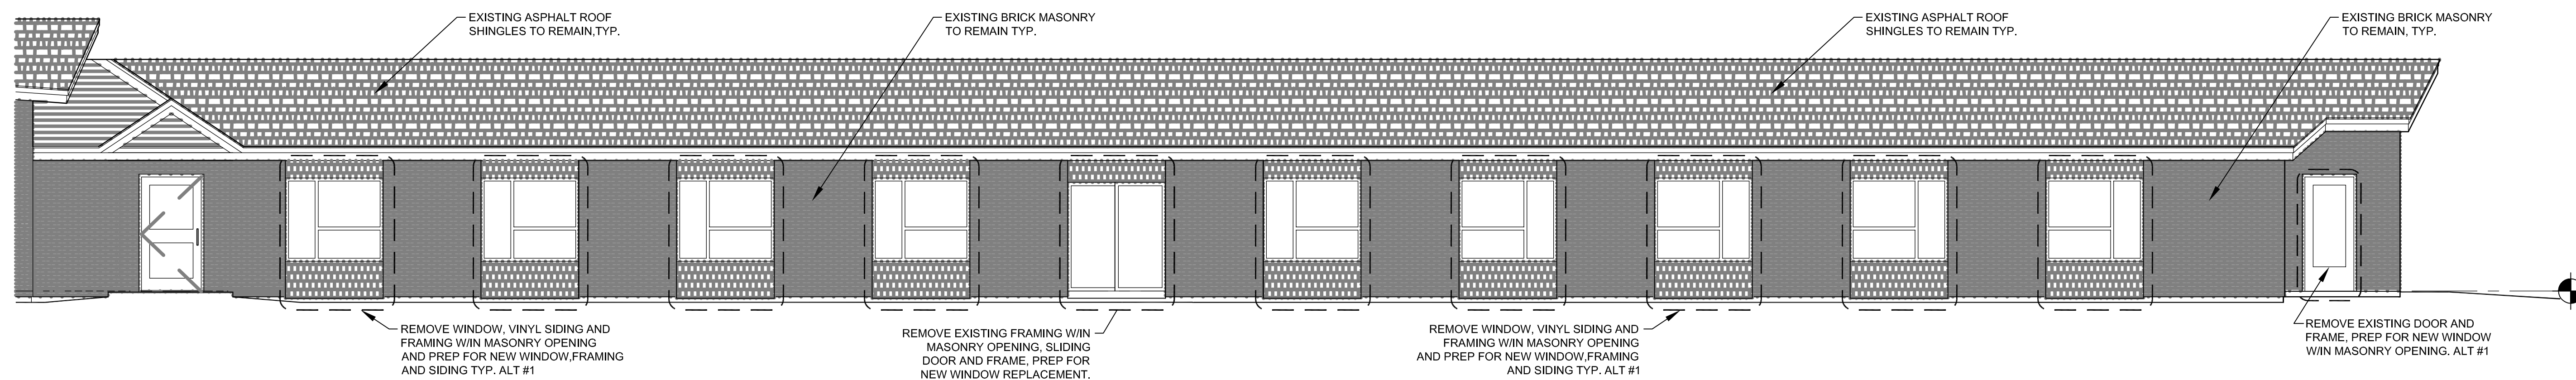 EXISTING ASPHALT ROOF
SHINGLES TO REMAIN,TYP.
EXISTING BRICK MASONRY
TO REMAIN TYP.
EXISTING ASPHALT ROOF
SHINGLES TO REMAIN TYP.
EXISTING BRICK MASONRY
TO REMAIN, TYP.
REMOVE WINDOW, VINYL SIDING AND
FRAMING W/IN MASONRY OPENING
AND PREP FOR NEW WINDOW,FRAMING
AND SIDING TYP. ALT #1
REMOVE EXISTING FRAMING W/IN
MASONRY OPENING, SLIDING
DOOR AND FRAME, PREP FOR
NEW WINDOW REPLACEMENT.
REMOVE WINDOW, VINYL SIDING AND
FRAMING W/IN MASONRY OPENING
AND PREP FOR NEW WINDOW,FRAMING
AND SIDING TYP. ALT #1
REMOVE EXISTING DOOR AND
FRAME, PREP FOR NEW WINDOW
W/IN MASONRY OPENING. ALT #1